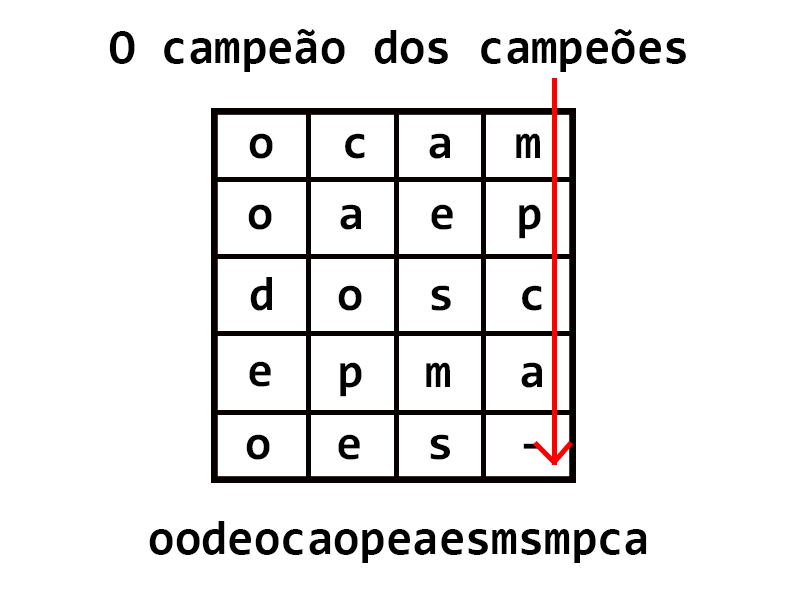 O campeão dos campeões
o c a m
o a e p
d o s c
e p m a
o e s -
oodeocaopeaesmsmpca